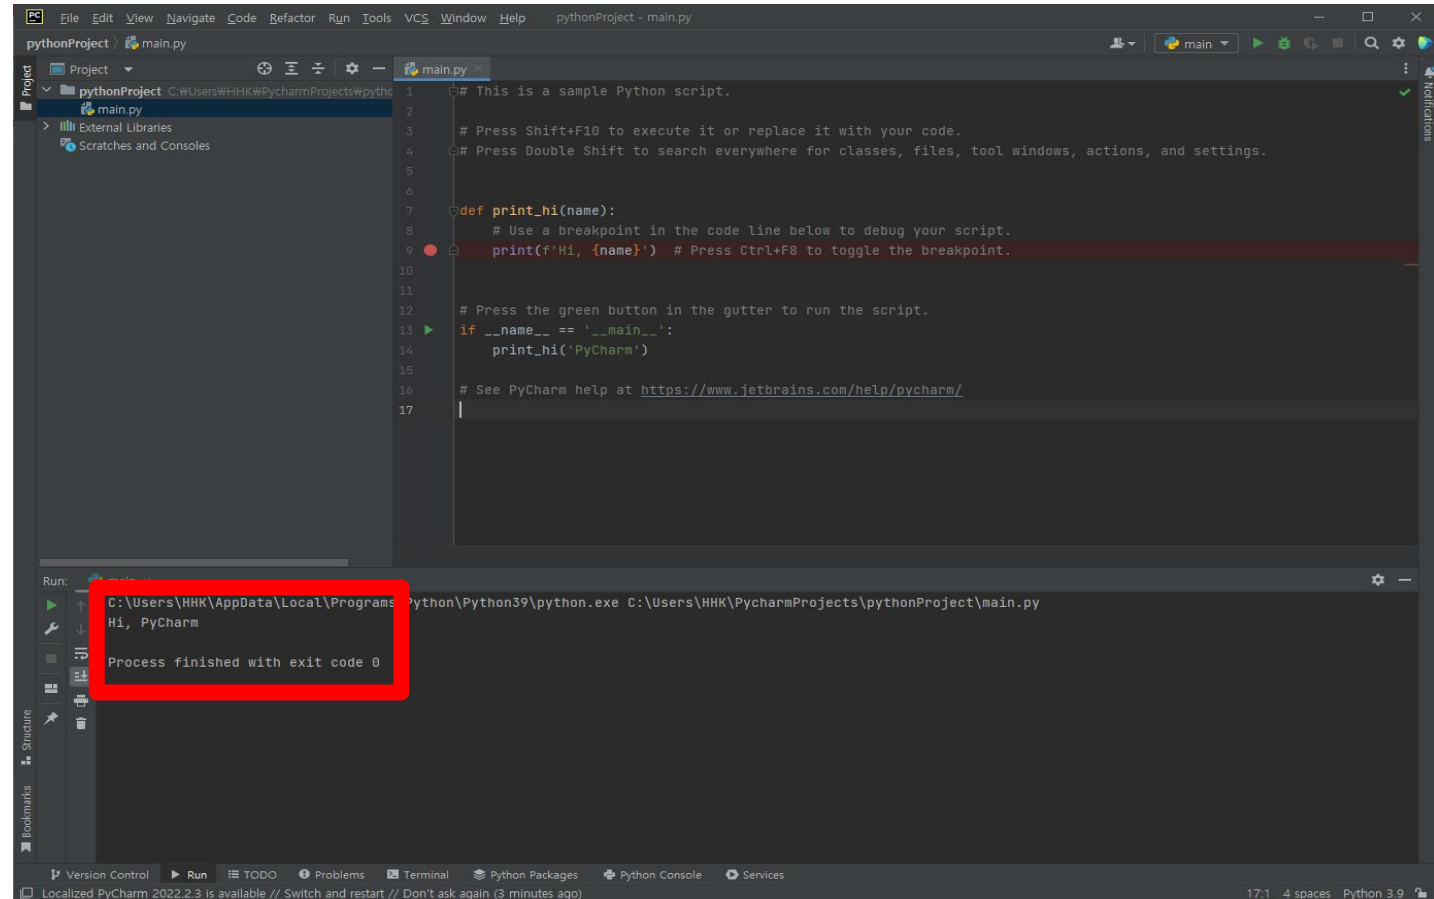 PC File Edit View Navigate Code Refactor Run Tools VCS Window Help pythonProject - main.py
pythonProject main.py
main
Project
main.py
pythonProject C:₩Users₩HHK₩PycharmProjects₩pythc
main.py
External Libraries
Scratches and Consoles
Project
Notifications
1 # This is a sample Python script.
2
3 # Press Shift+F10 to execute it or replace it with your code.
4 # Press Double Shift to search everywhere for classes, files, tool windows, actions, and settings.
5
6
7 def print_hi(name):
8 # Use a breakpoint in the code line below to debug your script.
9 print(f'Hi, {name}') # Press Ctrl+F8 to toggle the breakpoint.
10
11
12 # Press the green button in the gutter to run the script.
13 if __name__ == '__main__':
14 print_hi('PyCharm')
15
16 # See PyCharm help at https://www.jetbrains.com/help/pycharm/
17
Run:
C:\Users\HHK\AppData\Local\Programs Python\Python39\python.exe C:\Users\HHK\PycharmProjects\pythonProject\main.py
Hi, PyCharm
Process finished with exit code 0
Structure
Bookmarks
Version Control Run TODO Problems Terminal Python Packages Python Console Services
Localized PyCharm 2022.2.3 is available // Switch and restart // Don't ask again (3 minutes ago) 17:1 4 spaces Python 3.9